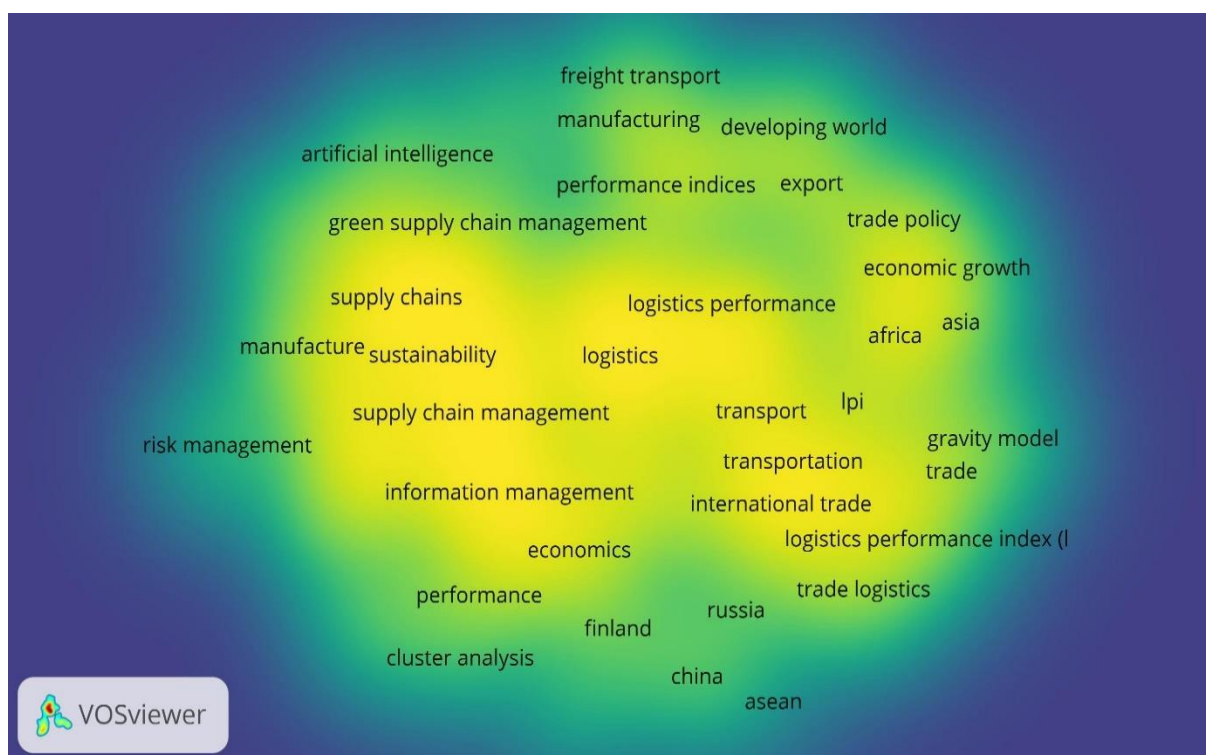 freight transport
manufacturing
developing world
artificial intelligence
performance indices
export
green supply chain management
trade policy
economic growth
supply chains
logistics performance
asia
africa
manufacture
sustainability
logistics
lpi
supply chain management
transport
risk management
gravity model
transportation
trade
information management
international trade
logistics performance index (l
economics
trade logistics
performance
russia
finland
cluster analysis
china
asean
VOSviewer